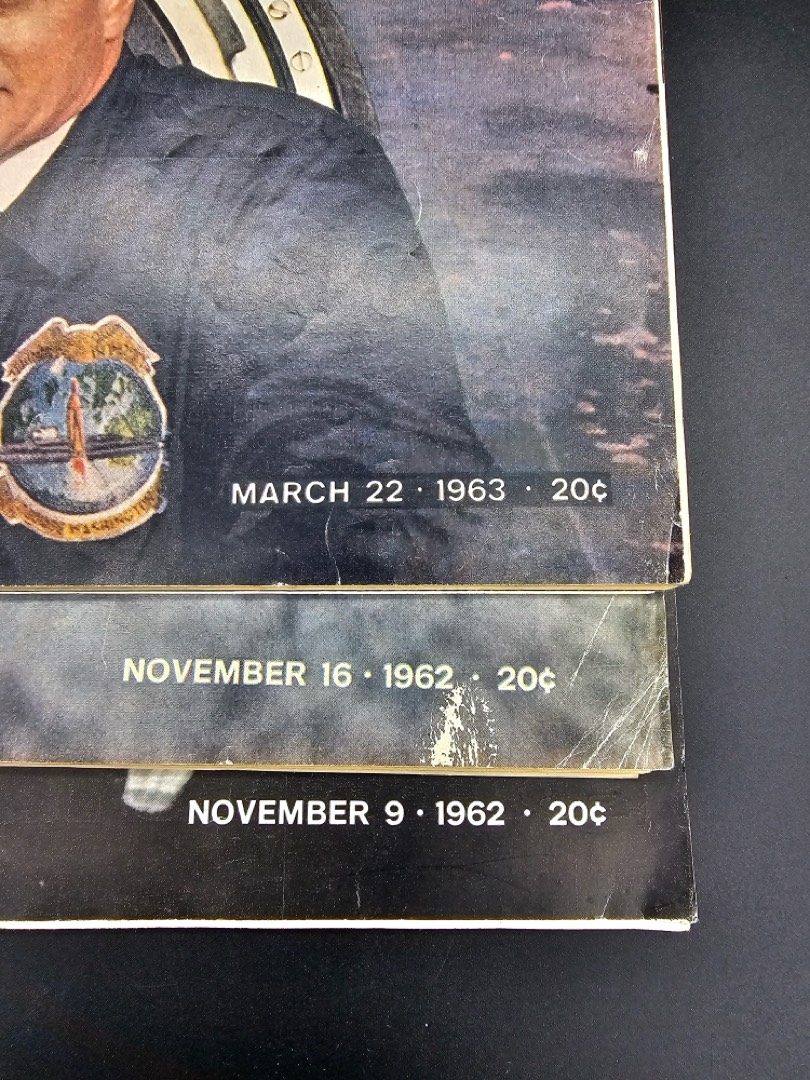 MARCH 22 · 1963 · 20¢
NOVEMBER 16 · 1962 · 20¢
NOVEMBER 9 · 1962 · 20¢